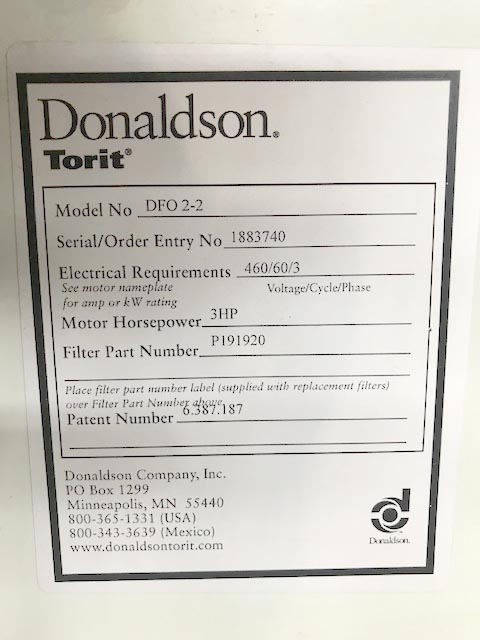 Donaldson®
Torit®
Model No DFO 2-2
Serial/Order Entry No 1883740
Electrical Requirements 460/60/3
See motor nameplate Voltage/Cycle/Phase
for amp or kW rating
Motor Horsepower 3HP
Filter Part Number P191920
Place filter part number label (supplied with replacement filters)
over Filter Part Number above.
Patent Number 6.387.187
Donaldson Company, Inc.
PO Box 1299
Minneapolis, MN 55440
800-365-1331 (USA)
800-343-3639 (Mexico)
www.donaldsontorit.com
Donaldson.